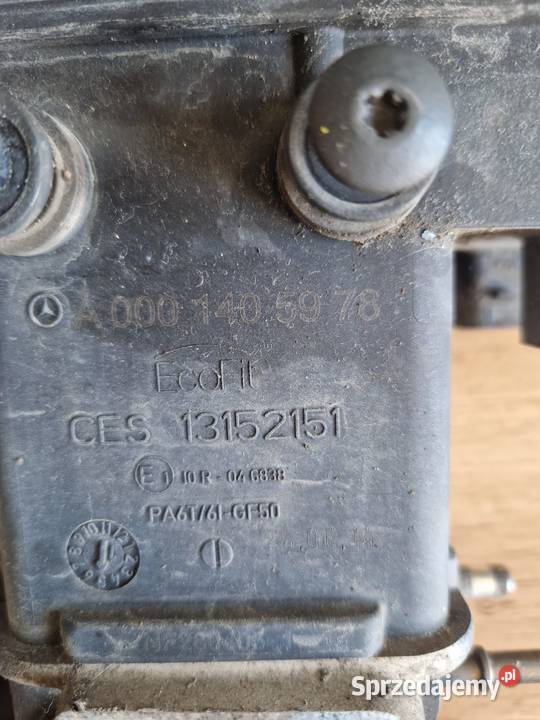 A 000 140 59 78
EcoFit
CES 13152151
E1 10 R - 04 6838
PA6T/6I-GF50
Sprzedajemy.pl